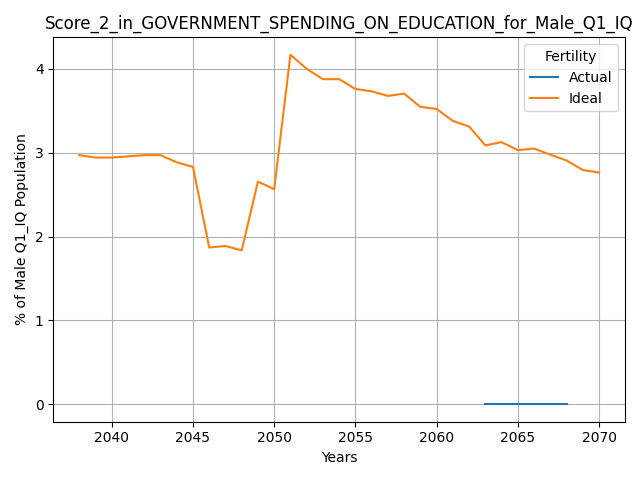 Score_2_in_GOVERNMENT_SPENDING_ON_EDUCATION_for_Male_Q1_IQ
Fertility
Actual
Ideal
4
3
2
1
0
% of Male Q1_IQ Population
2040 2045 2050 2055 2060 2065 2070
Years